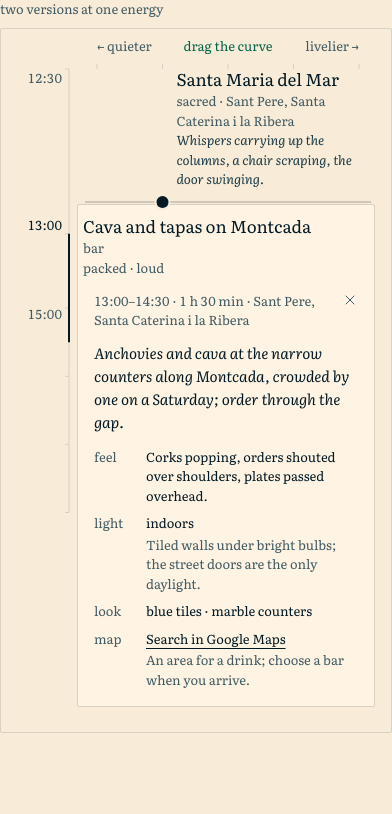 two versions at one energy
← quieter drag the curve livelier →
12:30
Santa Maria del Mar
sacred · Sant Pere, Santa
Caterina i la Ribera
Whispers carrying up the
columns, a chair scraping, the
door swinging.
13:00
Cava and tapas on Montcada
bar
packed · loud
15:00
13:00–14:30 · 1 h 30 min · Sant Pere,
Santa Caterina i la Ribera
Anchovies and cava at the narrow
counters along Montcada, crowded by
one on a Saturday; order through the
gap.
feel Corks popping, orders shouted
over shoulders, plates passed
overhead.
light indoors
Tiled walls under bright bulbs;
the street doors are the only
daylight.
look blue tiles · marble counters
map Search in Google Maps
An area for a drink; choose a bar
when you arrive.